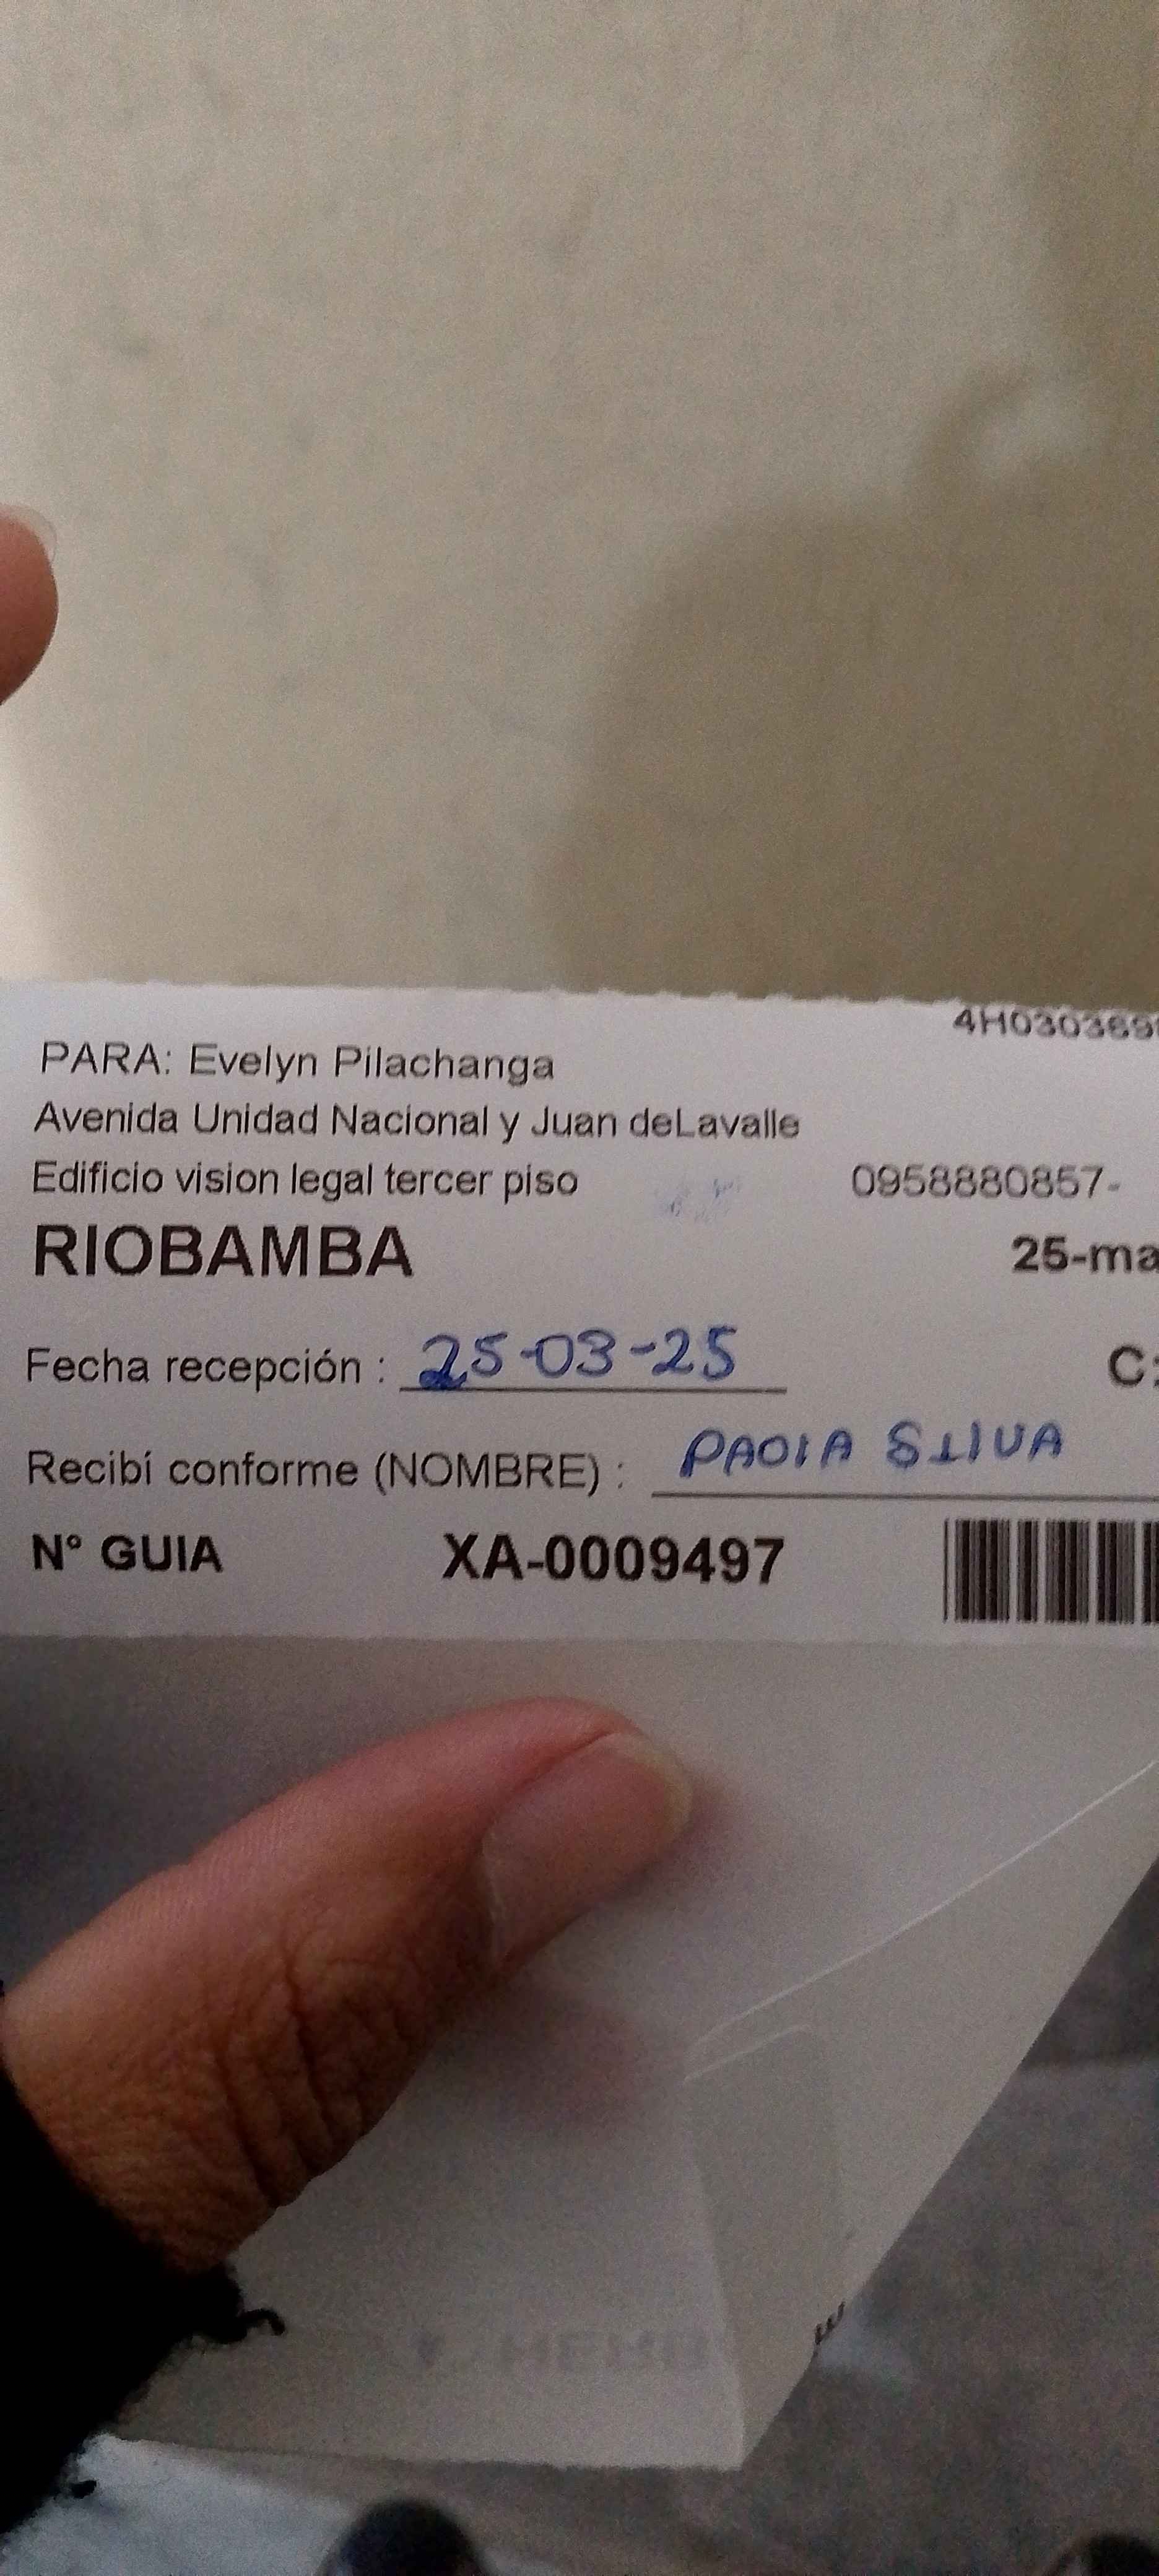 4H030369
PARA: Evelyn Pilachanga
Avenida Unidad Nacional y Juan deLavalle
Edificio vision legal tercer piso 0958880857-
RIOBAMBA 25-ma
Fecha recepción : 25-03-25 C:
Recibí conforme (NOMBRE) : PAOLA SILVA
N° GUIA XA-0009497